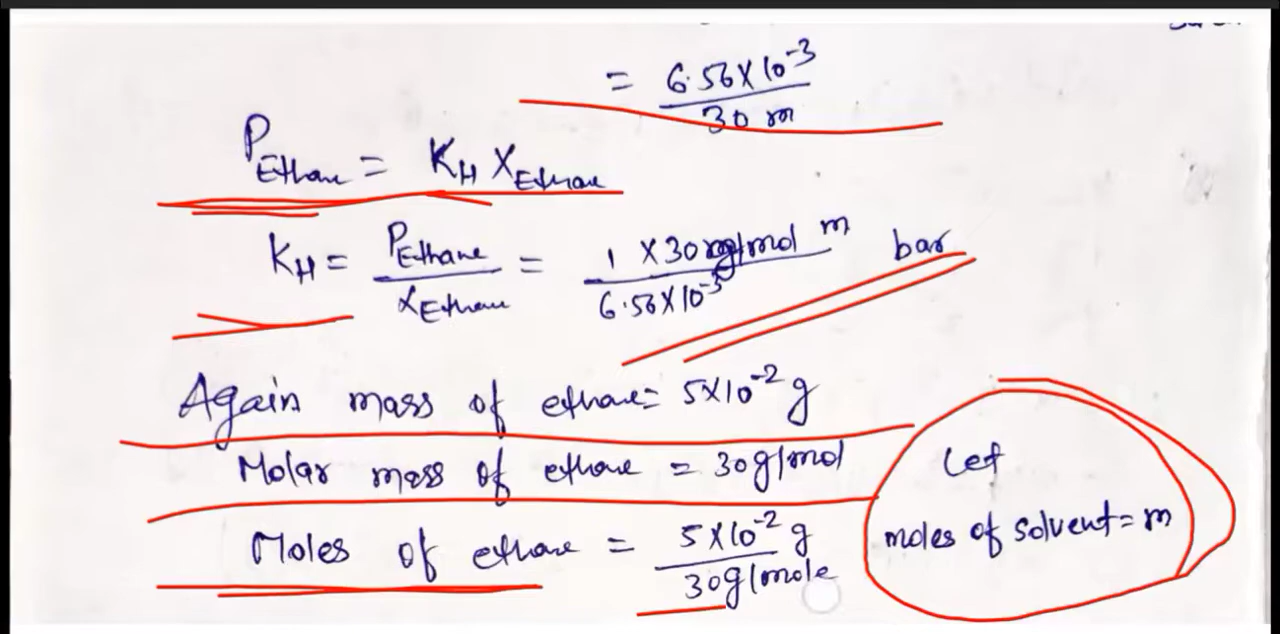 = 6.56×10⁻³ / 30 m
P_Ethane = K_H X_Ethane
K_H = P_Ethane / x_Ethane = 1 × 30 g/mol m / 6.56×10⁻³ bar
Again mass of ethane = 5×10⁻² g
Molar mass of ethane = 30g/mol
Let
moles of solvent = m
Moles of ethane = 5×10⁻² g / 30g/mole